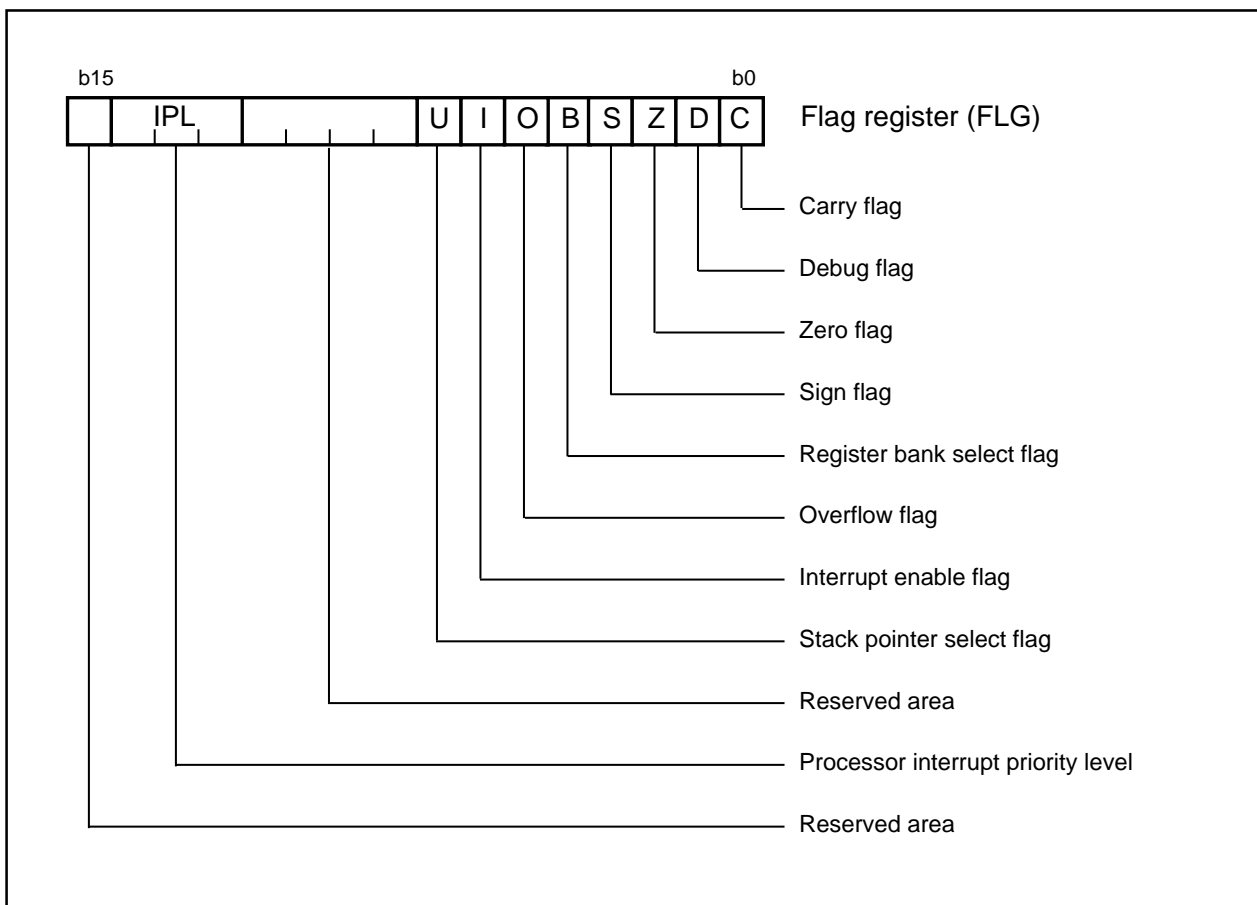 b15 b0
IPL U I O B S Z D C Flag register (FLG)
Carry flag
Debug flag
Zero flag
Sign flag
Register bank select flag
Overflow flag
Interrupt enable flag
Stack pointer select flag
Reserved area
Processor interrupt priority level
Reserved area